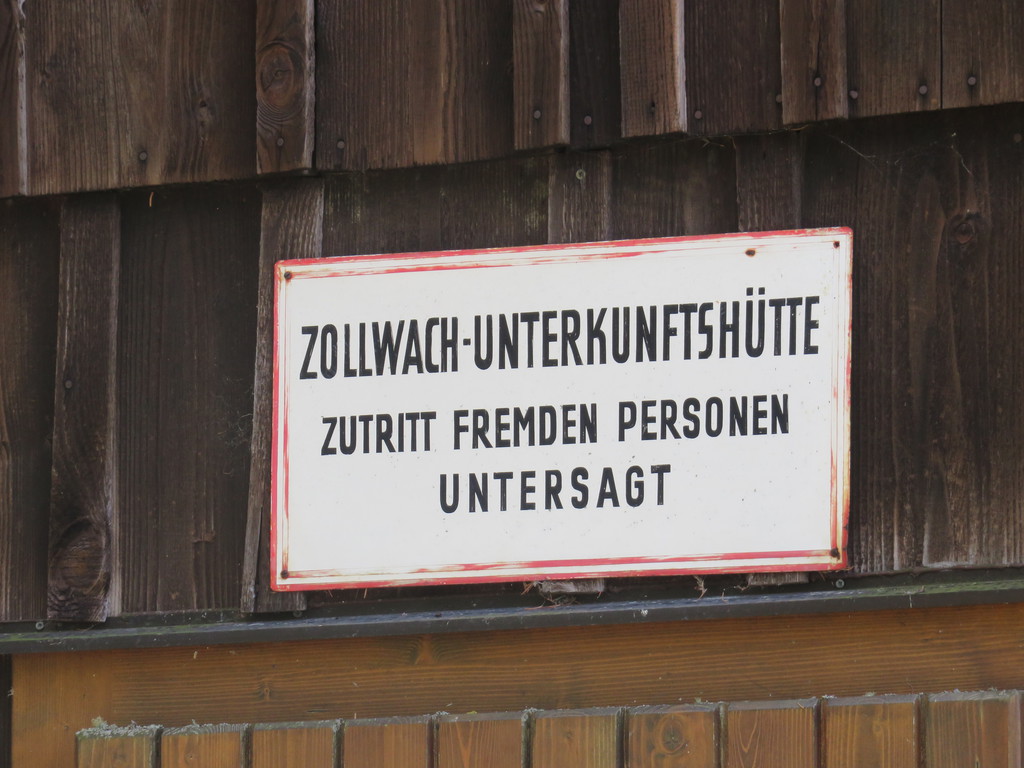 ZOLLWACH-UNTERKUNFTSHÜTTE
ZUTRITT FREMDEN PERSONEN
UNTERSAGT